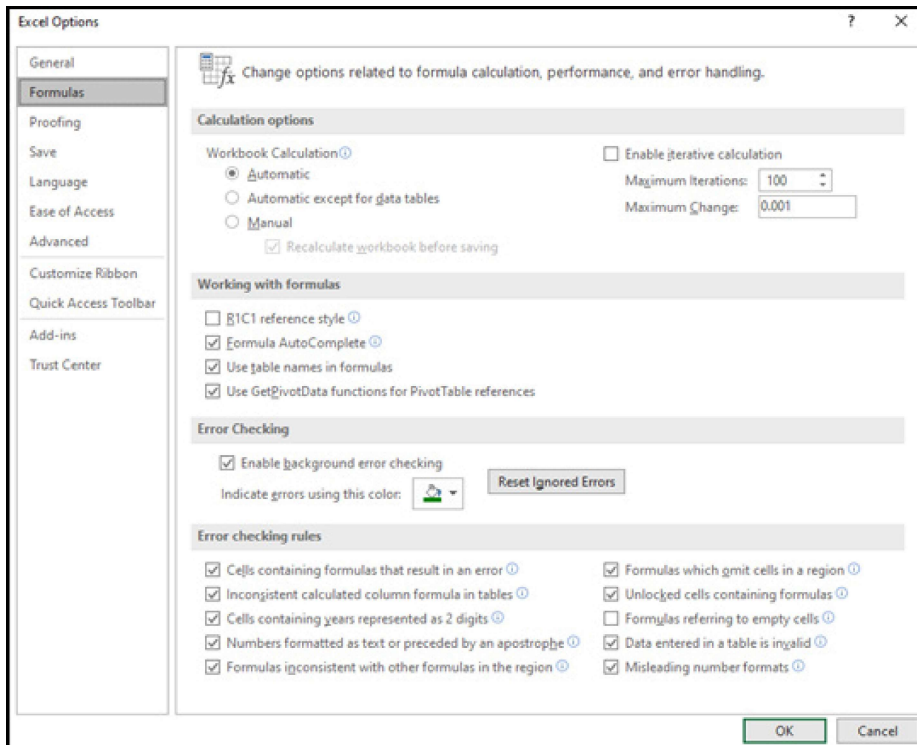 Excel Options
? ✕
General
Formulas
Proofing
Save
Language
Ease of Access
Advanced
Customize Ribbon
Quick Access Toolbar
Add-ins
Trust Center
fx Change options related to formula calculation, performance, and error handling.
Calculation options
Workbook Calculation
Automatic
Automatic except for data tables
Manual
Recalculate workbook before saving
Enable iterative calculation
Maximum Iterations: 100
Maximum Change: 0.001
Working with formulas
R1C1 reference style
Formula AutoComplete
Use table names in formulas
Use GetPivotData functions for PivotTable references
Error Checking
Enable background error checking
Indicate errors using this color:
Reset Ignored Errors
Error checking rules
Cells containing formulas that result in an error
Inconsistent calculated column formula in tables
Cells containing years represented as 2 digits
Numbers formatted as text or preceded by an apostrophe
Formulas inconsistent with other formulas in the region
Formulas which omit cells in a region
Unlocked cells containing formulas
Formulas referring to empty cells
Data entered in a table is invalid
Misleading number formats
OK
Cancel